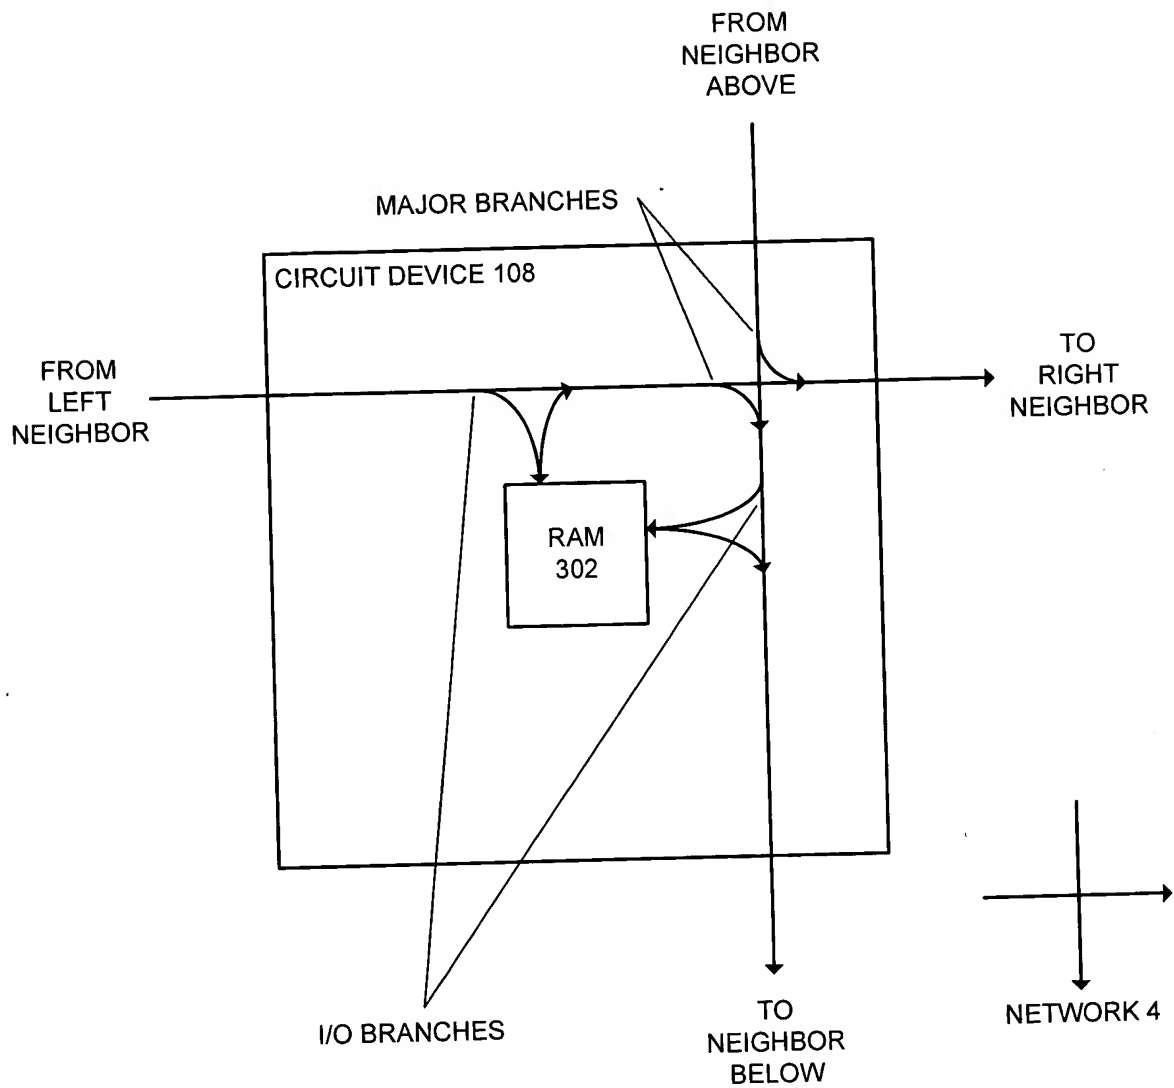 FROM
NEIGHBOR
ABOVE
MAJOR BRANCHES
CIRCUIT DEVICE 108
FROM
LEFT
NEIGHBOR
TO
RIGHT
NEIGHBOR
RAM
302
I/O BRANCHES
TO
NEIGHBOR
BELOW
NETWORK 4